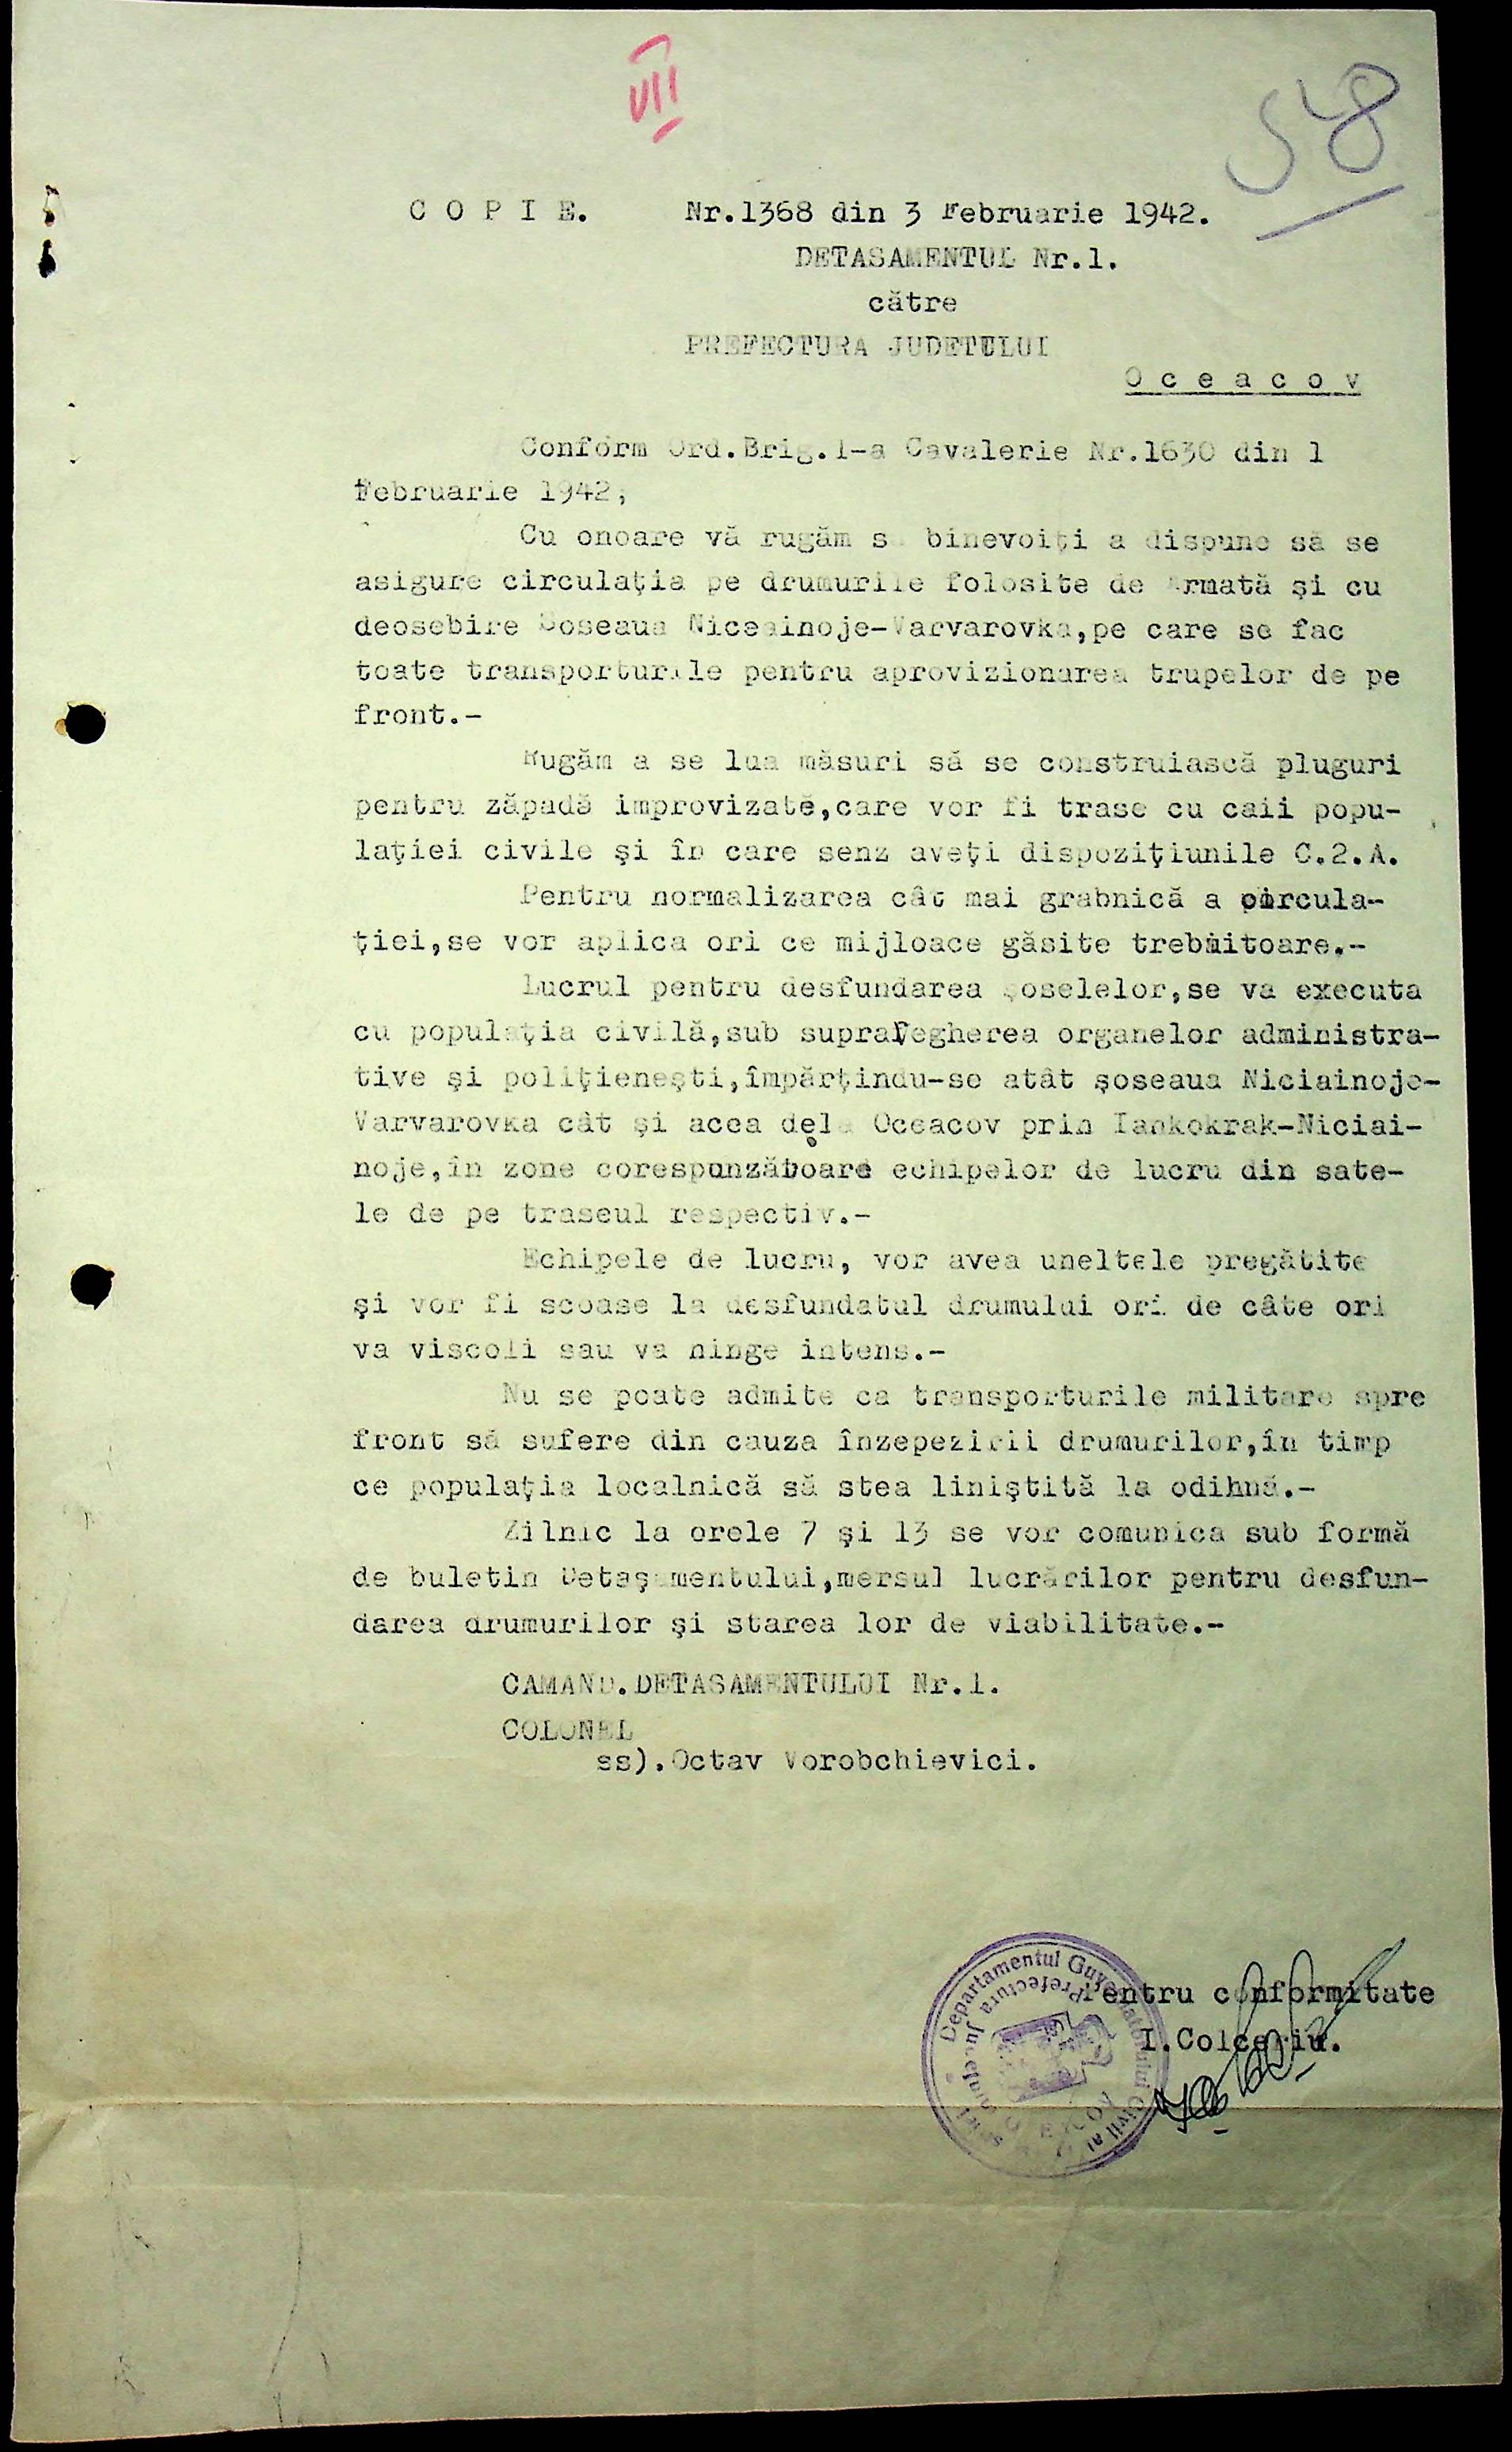 VII
58
C O P I E. Nr.1368 din 3 Februarie 1942.
DETASAMENTUL Nr.1.
către
PREFECTURA JUDETULUI
O c e a c o v
Conform Ord.Brig.1-a Cavalerie Nr.1630 din 1
Februarie 1942,
Cu onoare vă rugăm s binevoiţi a dispune să se
asigure circulaţia pe drumurile folosite de Armată şi cu
deosebire Soseaua Niceainoje-Varvarovka,pe care se fac
toate transporturile pentru aprovizionarea trupelor de pe
front.-
Rugăm a se lua măsuri să se construiască pluguri
pentru zăpadă improvizate,care vor fi trase cu caii popu-
laţiei civile şi în care senz aveţi dispoziţiunile C.2.A.
Pentru normalizarea cât mai grabnică a circula-
ţiei,se vor aplica ori ce mijloace găsite trebuitoare.-
Lucrul pentru desfundarea şoselelor,se va executa
cu populaţia civilă,sub supravegherea organelor administra-
tive şi poliţieneşti,împărţindu-se atât şoseaua Niciainoje-
Varvarovka cât şi acea dela Oceacov prin Iankokrak-Niciai-
noje,în zone corespunzătoare echipelor de lucru din sate-
le de pe traseul respectiv.-
Echipele de lucru, vor avea uneltele pregătite
şi vor fi scoase la desfundatul drumului ori de câte ori
va viscoli sau va ninge intens.-
Nu se poate admite ca transporturile militare spre
front să sufere din cauza înzepezirii drumurilor,în timp
ce populaţia localnică să stea liniştită la odihnă.-
Zilnic la orele 7 şi 13 se vor comunica sub formă
de buletin Detaşamentului,mersul lucrărilor pentru desfun-
darea drumurilor şi starea lor de viabilitate.-
CAMAND.DETASAMENTULUI Nr.1.
COLONEL
ss).Octav Vorobchievici.
Pentru conformitate
I.Colceriu.
Departamentul Guvernatorului Civil al
Prefectura Judeţului